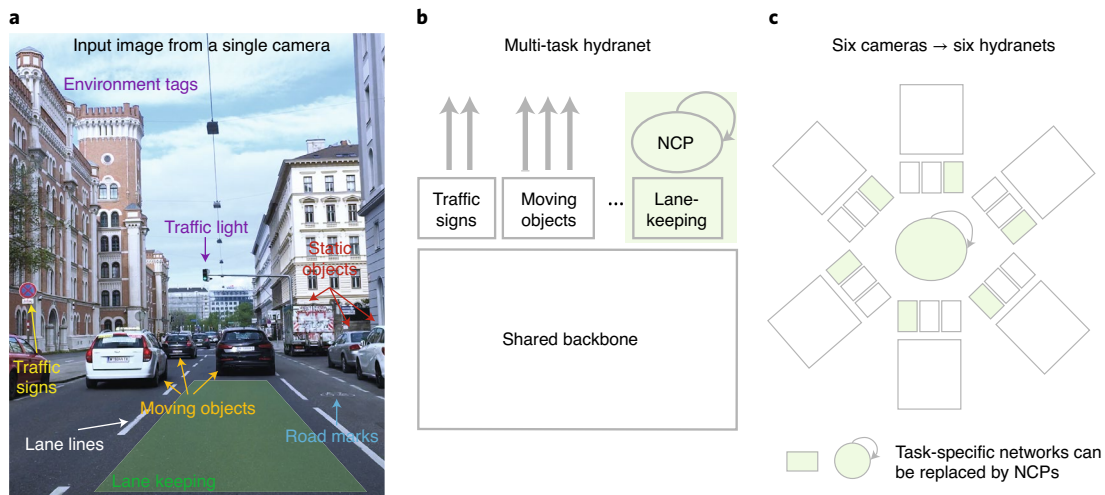 a
Input image from a single camera
Environment tags
Traffic light
Static
objects
Traffic
signs
Moving objects
Lane lines
Road marks
Lane keeping
b
Multi-task hydranet
NCP
Traffic
signs
Moving
objects
...
Lane-
keeping
Shared backbone
c
Six cameras → six hydranets
Task-specific networks can
be replaced by NCPs